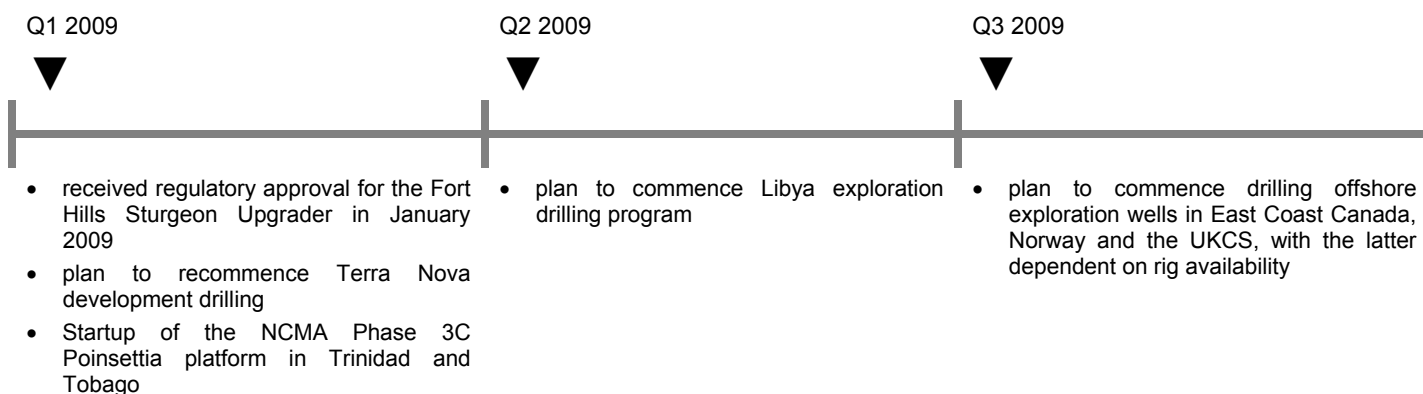 Q1 2009
Q2 2009
Q3 2009
• received regulatory approval for the Fort
Hills Sturgeon Upgrader in January
2009
• plan to recommence Terra Nova
development drilling
• Startup of the NCMA Phase 3C
Poinsettia platform in Trinidad and
Tobago
• plan to commence Libya exploration
drilling program
• plan to commence drilling offshore
exploration wells in East Coast Canada,
Norway and the UKCS, with the latter
dependent on rig availability